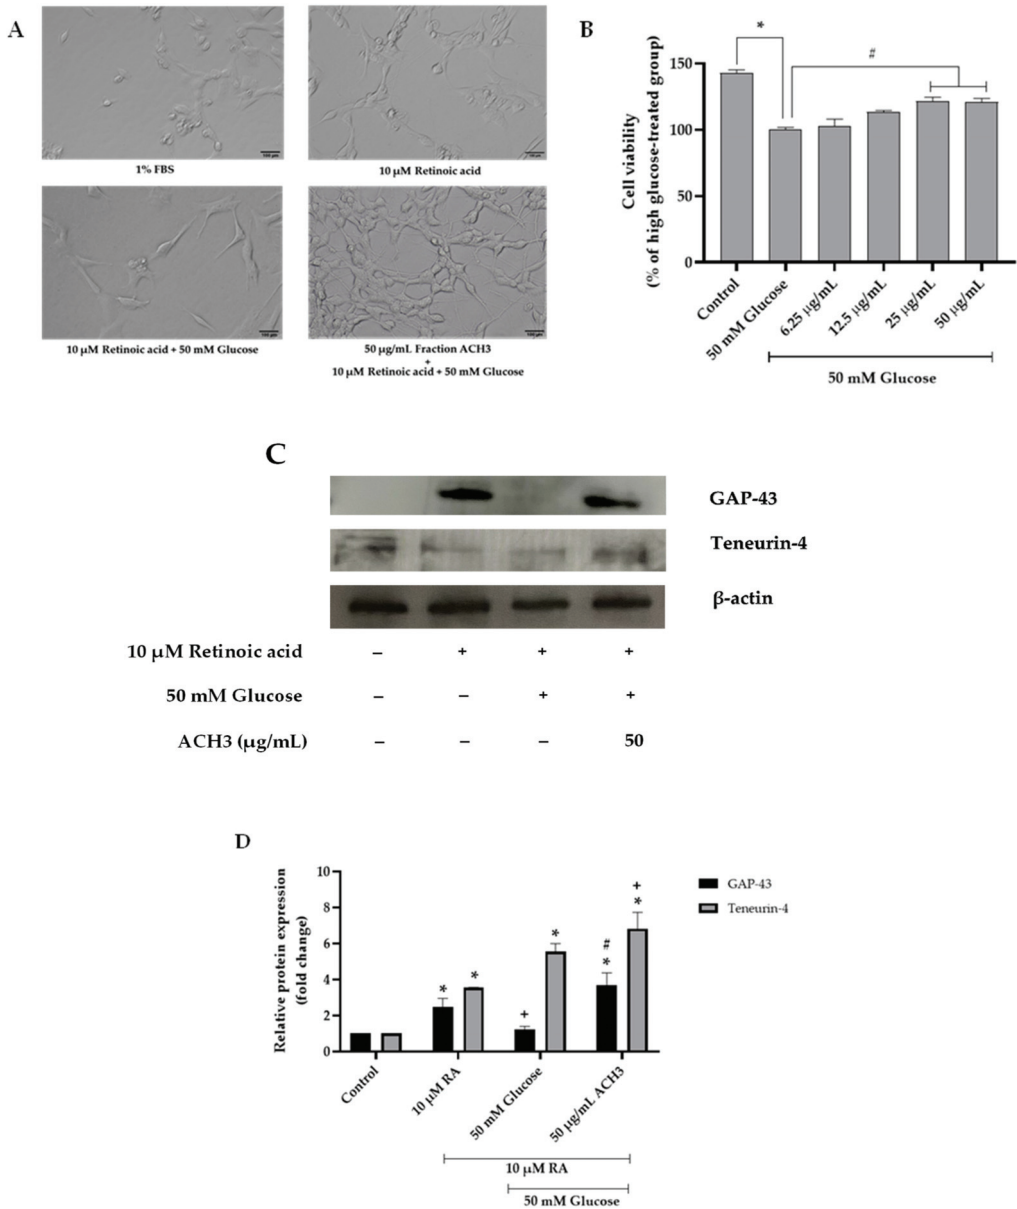 A
1% FBS
10 µM Retinoic acid
10 µM Retinoic acid + 50 mM Glucose
50 µg/mL Fraction ACH3
+
10 µM Retinoic acid + 50 mM Glucose
B
Cell viability
(% of high glucose-treated group)
150
100
50
0
*
#
Control
50 mM Glucose
6.25 µg/mL
12.5 µg/mL
25 µg/mL
50 µg/mL
50 mM Glucose
C
GAP-43
Teneurin-4
β-actin
10 µM Retinoic acid – + + +
50 mM Glucose – – + +
ACH3 (µg/mL) – – – 50
D
Relative protein expression
(fold change)
10
8
6
4
2
0
*
*
+
*
#
*
+
*
GAP-43
Teneurin-4
Control
10 µM RA
50 mM Glucose
50 µg/mL ACH3
10 µM RA
50 mM Glucose